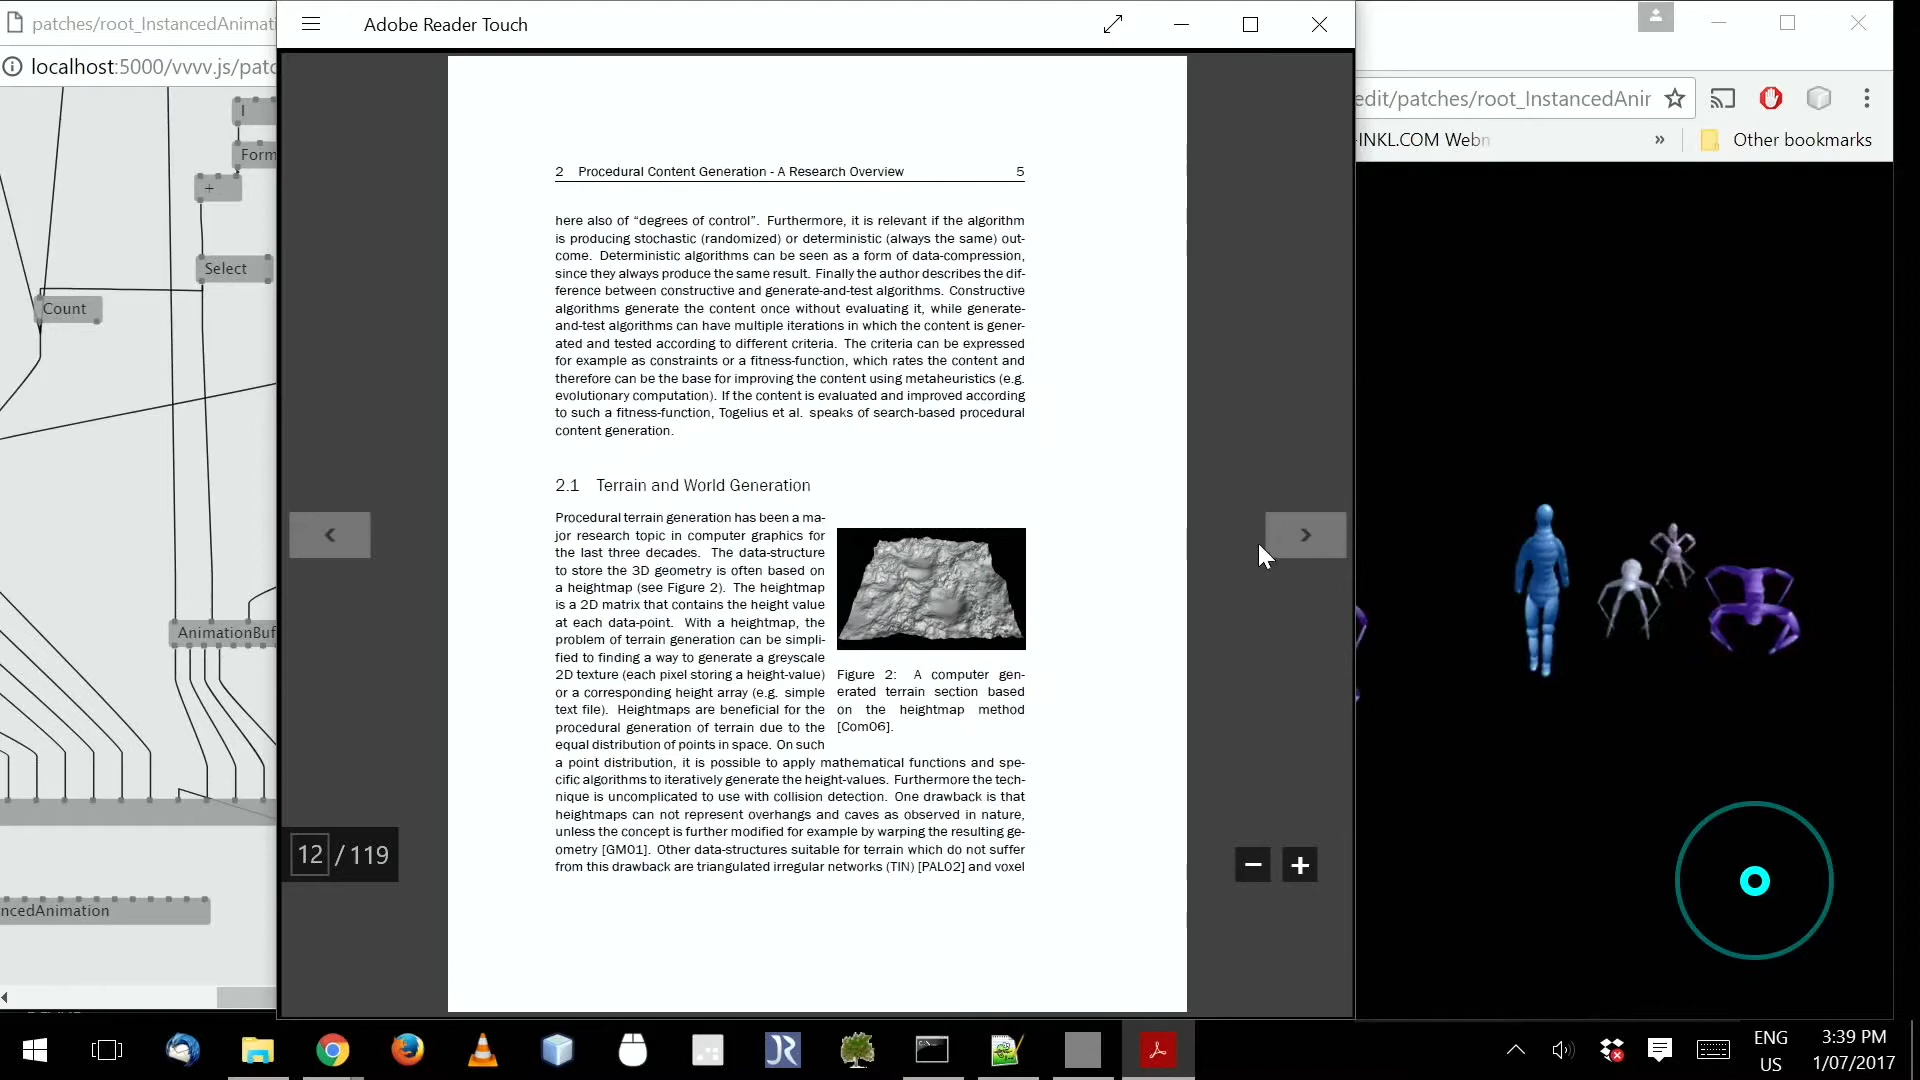 patches/root_InstancedAnimati
localhost:5000/vvvv.js/patc
Adobe Reader Touch
edit/patches/root_InstancedAnir
-INKL.COM Webn
»
Other bookmarks
I
Form
+
Select
Count
AnimationBuf
ncedAnimation
2 Procedural Content Generation - A Research Overview 5
here also of “degrees of control”. Furthermore, it is relevant if the algorithm
is producing stochastic (randomized) or deterministic (always the same) out-
come. Deterministic algorithms can be seen as a form of data-compression,
since they always produce the same result. Finally the author describes the dif-
ference between constructive and generate-and-test algorithms. Constructive
algorithms generate the content once without evaluating it, while generate-
and-test algorithms can have multiple iterations in which the content is gener-
ated and tested according to different criteria. The criteria can be expressed
for example as constraints or a fitness-function, which rates the content and
therefore can be the base for improving the content using metaheuristics (e.g.
evolutionary computation). If the content is evaluated and improved according
to such a fitness-function, Togelius et al. speaks of search-based procedural
content generation.
2.1 Terrain and World Generation
Procedural terrain generation has been a ma-
jor research topic in computer graphics for
the last three decades. The data-structure
to store the 3D geometry is often based on
a heightmap (see Figure 2). The heightmap
is a 2D matrix that contains the height value
at each data-point. With a heightmap, the
problem of terrain generation can be simpli-
fied to finding a way to generate a greyscale
2D texture (each pixel storing a height-value)
or a corresponding height array (e.g. simple
text file). Heightmaps are beneficial for the
procedural generation of terrain due to the
equal distribution of points in space. On such
a point distribution, it is possible to apply mathematical functions and spe-
cific algorithms to iteratively generate the height-values. Furthermore the tech-
nique is uncomplicated to use with collision detection. One drawback is that
heightmaps can not represent overhangs and caves as observed in nature,
unless the concept is further modified for example by warping the resulting ge-
ometry [GM01]. Other data-structures suitable for terrain which do not suffer
from this drawback are triangulated irregular networks (TIN) [PAL02] and voxel
Figure 2: A computer gen-
erated terrain section based
on the heightmap method
[Com06].
12 / 119
ENG
US
3:39 PM
1/07/2017